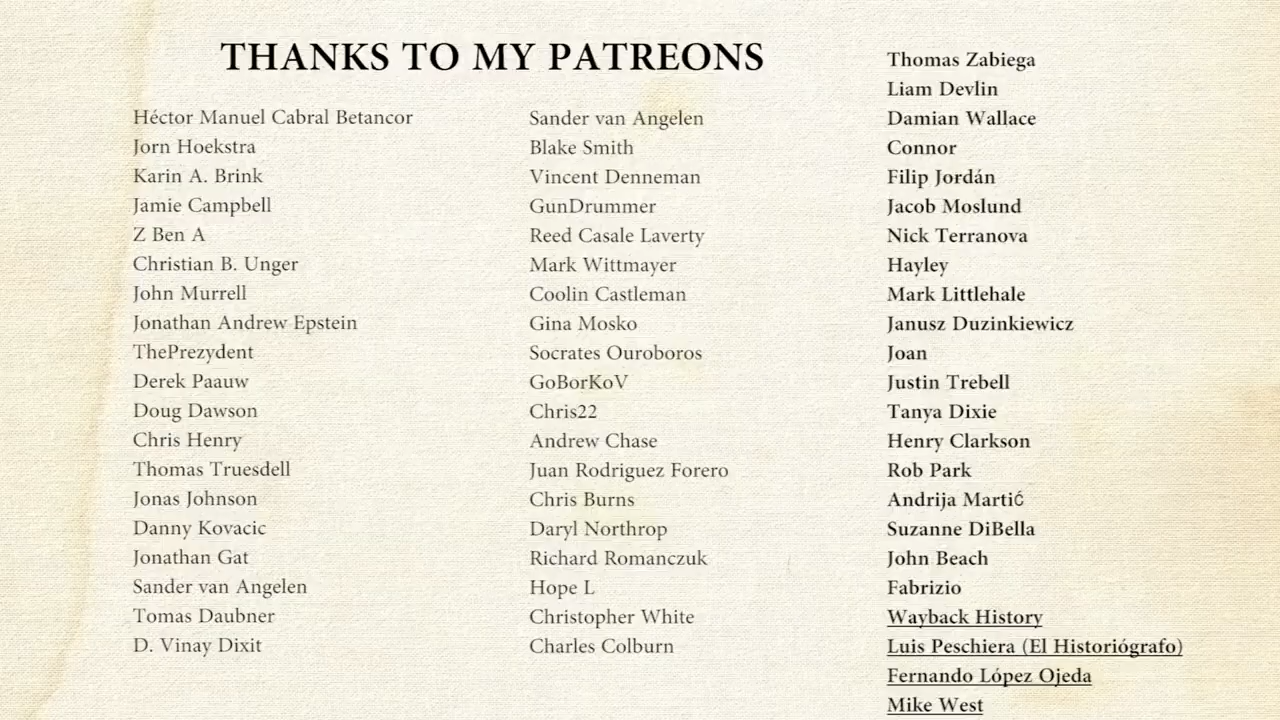 THANKS TO MY PATREONS
Héctor Manuel Cabral Betancor
Jorn Hoekstra
Karin A. Brink
Jamie Campbell
Z Ben A
Christian B. Unger
John Murrell
Jonathan Andrew Epstein
ThePrezydent
Derek Paauw
Doug Dawson
Chris Henry
Thomas Truesdell
Jonas Johnson
Danny Kovacic
Jonathan Gat
Sander van Angelen
Tomas Daubner
D. Vinay Dixit
Sander van Angelen
Blake Smith
Vincent Denneman
GunDrummer
Reed Casale Laverty
Mark Wittmayer
Coolin Castleman
Gina Mosko
Socrates Ouroboros
GoBorKoV
Chris22
Andrew Chase
Juan Rodriguez Forero
Chris Burns
Daryl Northrop
Richard Romanczuk
Hope L
Christopher White
Charles Colburn
Thomas Zabiega
Liam Devlin
Damian Wallace
Connor
Filip Jordán
Jacob Moslund
Nick Terranova
Hayley
Mark Littlehale
Janusz Duzinkiewicz
Joan
Justin Trebell
Tanya Dixie
Henry Clarkson
Rob Park
Andrija Martić
Suzanne DiBella
John Beach
Fabrizio
Wayback History
Luis Peschiera (El Historiógrafo)
Fernando López Ojeda
Mike West